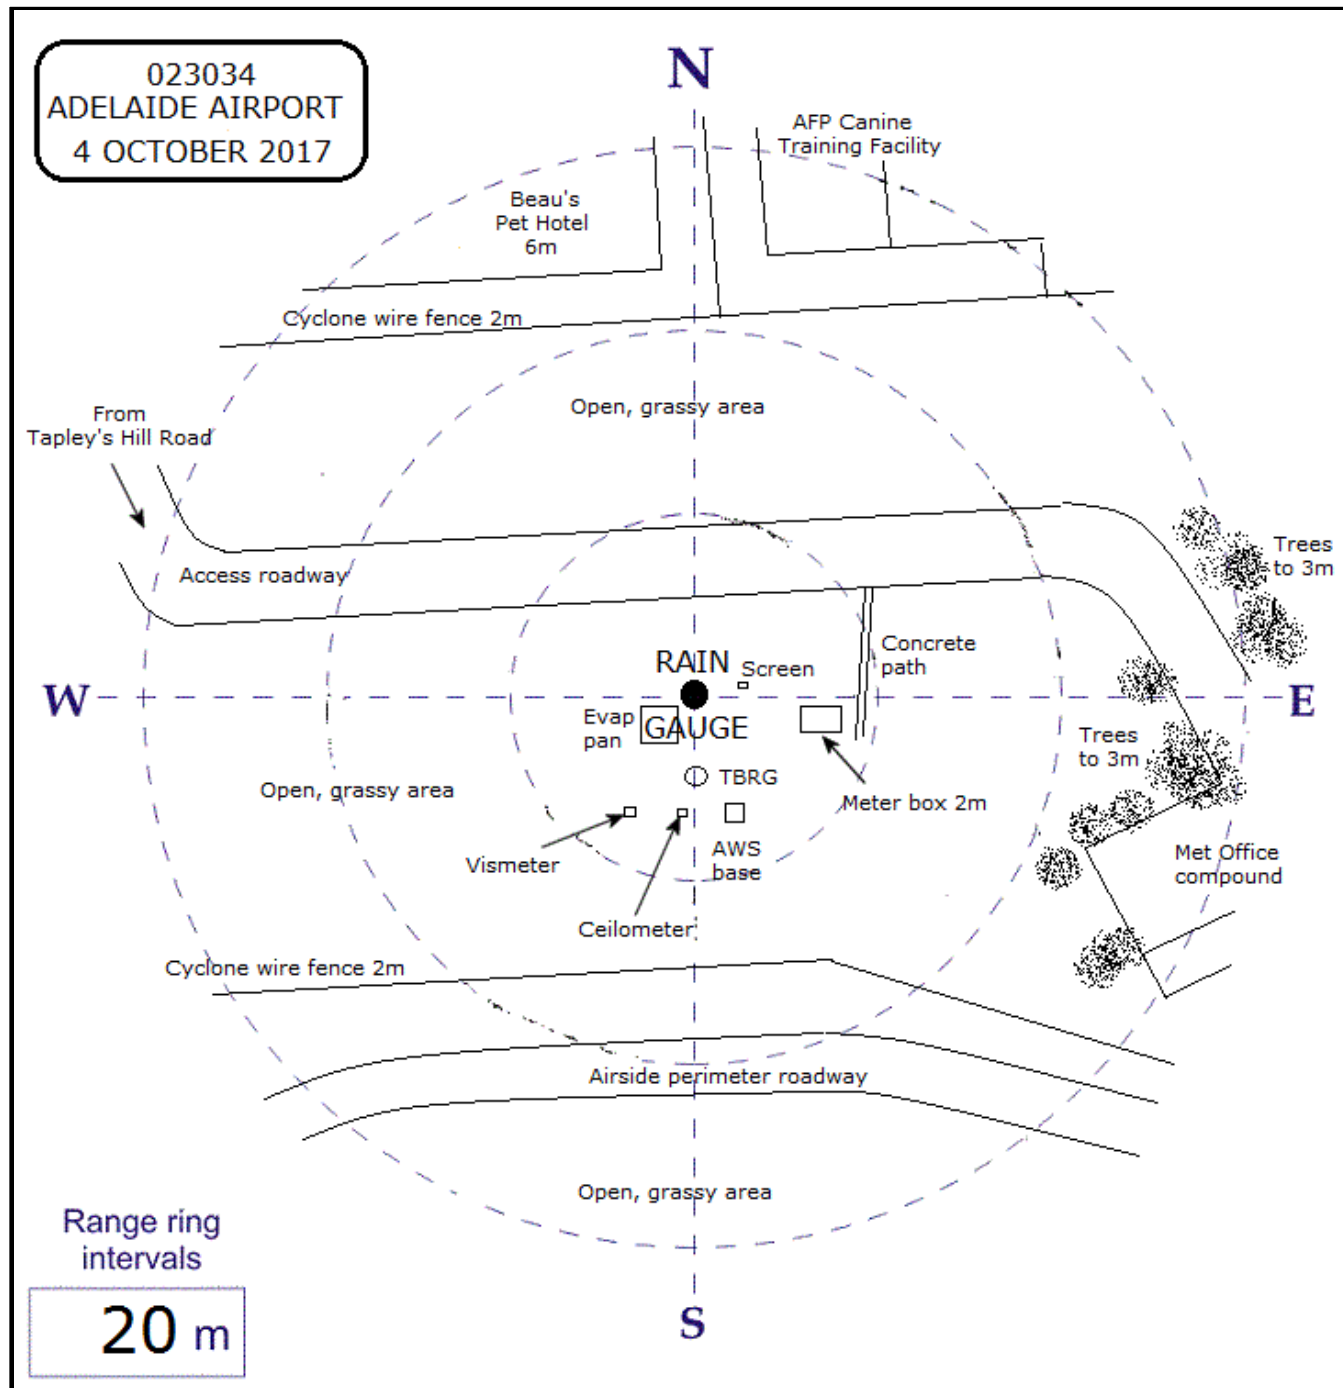 023034
ADELAIDE AIRPORT
4 OCTOBER 2017
N
AFP Canine
Training Facility
Beau's
Pet Hotel
6m
Cyclone wire fence 2m
Open, grassy area
From
Tapley's Hill Road
Access roadway
Trees
to 3m
Concrete
path
RAIN
Screen
W
E
Evap
pan
GAUGE
Trees
to 3m
TBRG
Open, grassy area
Meter box 2m
Vismeter
AWS
base
Met Office
compound
Ceilometer
Cyclone wire fence 2m
Airside perimeter roadway
Open, grassy area
Range ring
intervals
20 m
S